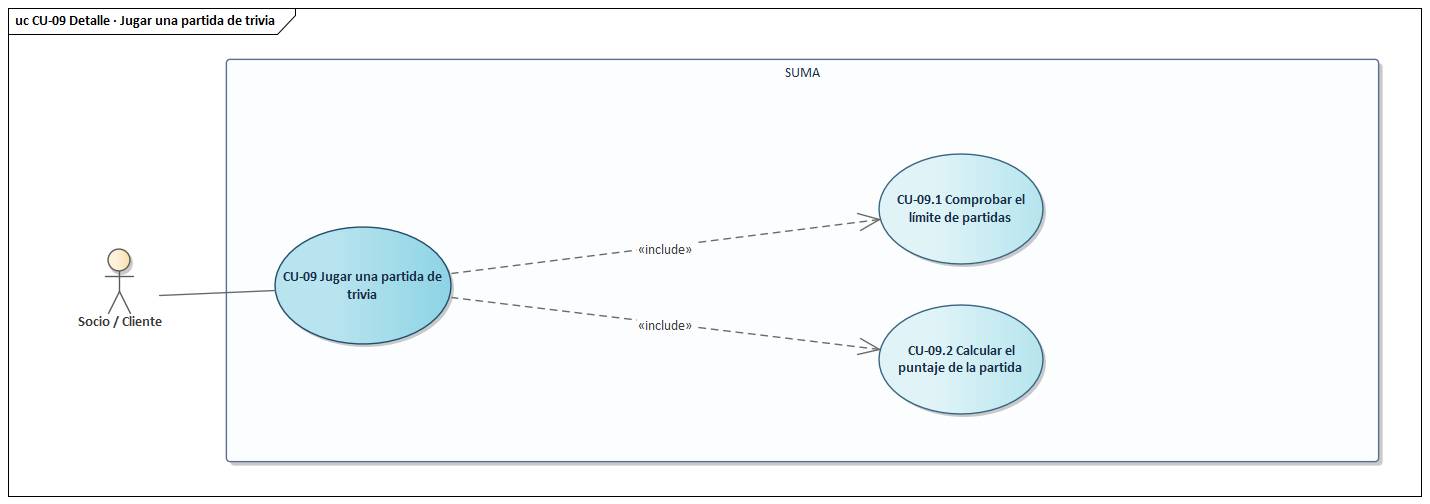 uc CU-09 Detalle · Jugar una partida de trivia
SUMA
CU-09.1 Comprobar el
límite de partidas
«include»
CU-09 Jugar una partida de
trivia
Socio / Cliente
«include»
CU-09.2 Calcular el
puntaje de la partida